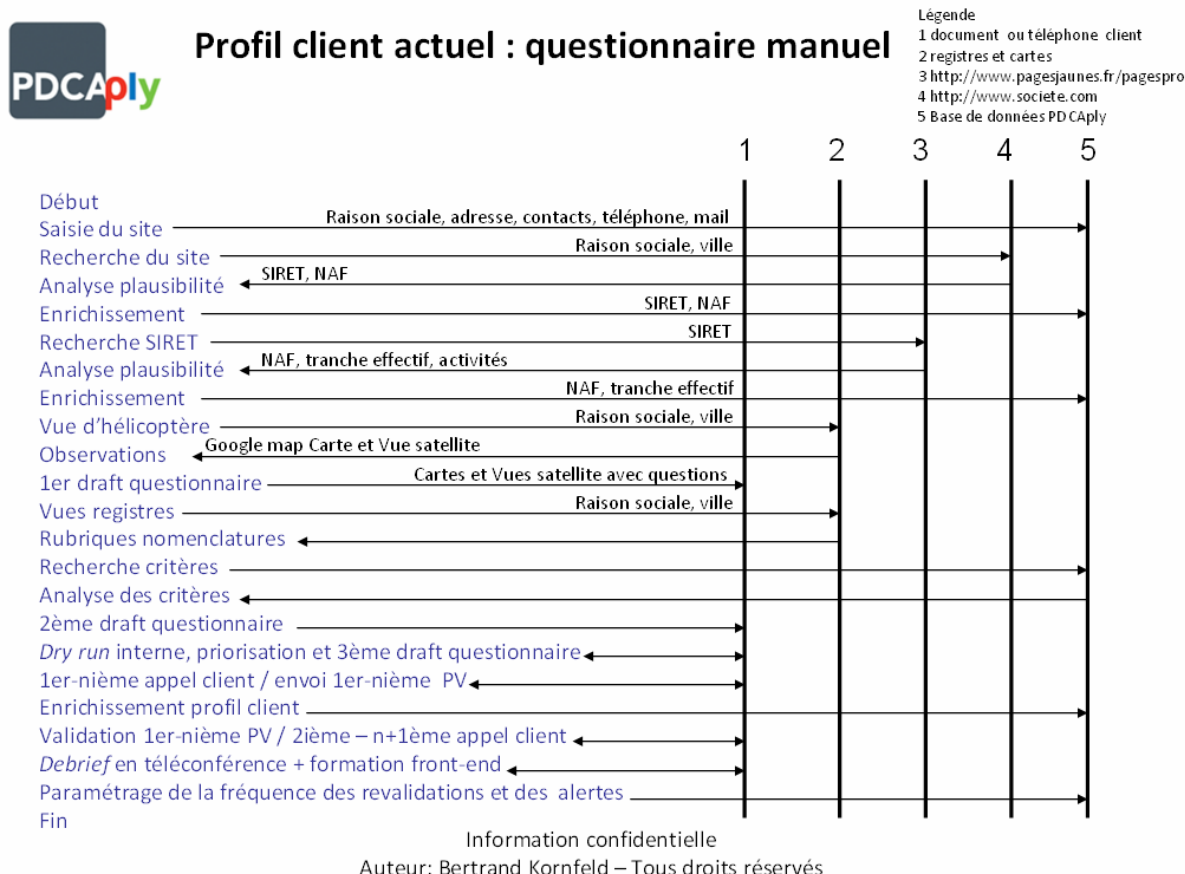 PDCAply
Profil client actuel : questionnaire manuel
Légende
1 document ou téléphone client
2 registres et cartes
3 http://www.pagesjaunes.fr/pagespro
4 http://www.societe.com
5 Base de données PDCAply
1 2 3 4 5
Début
Saisie du site Raison sociale, adresse, contacts, téléphone, mail
Recherche du site Raison sociale, ville
Analyse plausibilité SIRET, NAF
Enrichissement SIRET, NAF
Recherche SIRET SIRET
Analyse plausibilité NAF, tranche effectif, activités
Enrichissement NAF, tranche effectif
Vue d’hélicoptère Raison sociale, ville
Observations Google map Carte et Vue satellite
1er draft questionnaire Cartes et Vues satellite avec questions
Vues registres Raison sociale, ville
Rubriques nomenclatures
Recherche critères
Analyse des critères
2ème draft questionnaire
Dry run interne, priorisation et 3ème draft questionnaire
1er-nième appel client / envoi 1er-nième PV
Enrichissement profil client
Validation 1er-nième PV / 2ième – n+1ème appel client
Debrief en téléconférence + formation front-end
Paramétrage de la fréquence des revalidations et des alertes
Fin
Information confidentielle
Auteur: Bertrand Kornfeld – Tous droits réservés